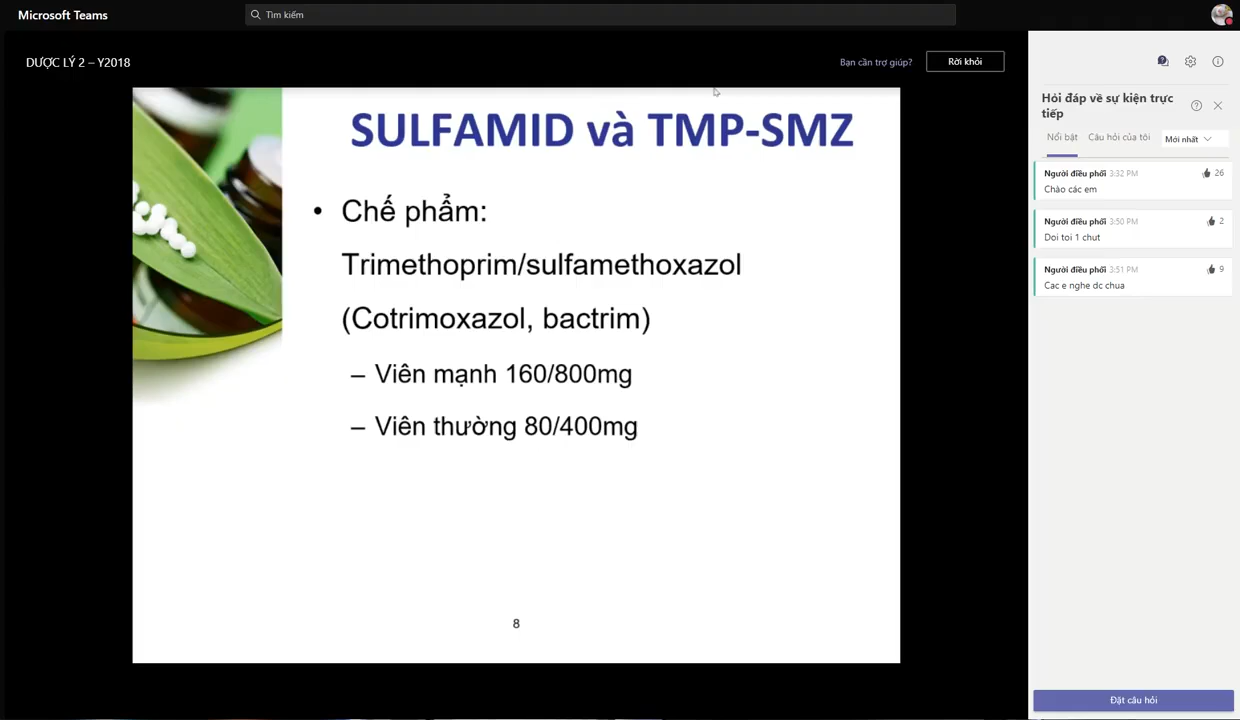 Microsoft Teams
Tìm kiếm
DƯỢC LÝ 2 – Y2018
Bạn cần trợ giúp?
Rời khỏi
SULFAMID và TMP-SMZ
• Chế phẩm:
Trimethoprim/sulfamethoxazol
(Cotrimoxazol, bactrim)
– Viên mạnh 160/800mg
– Viên thường 80/400mg
8
Hỏi đáp về sự kiện trực
tiếp
Nổi bật
Câu hỏi của tôi
Mới nhất
Người điều phối 3:32 PM 26
Chào các em
Người điều phối 3:50 PM 2
Doi toi 1 chut
Người điều phối 3:51 PM 9
Cac e nghe dc chua
Đặt câu hỏi